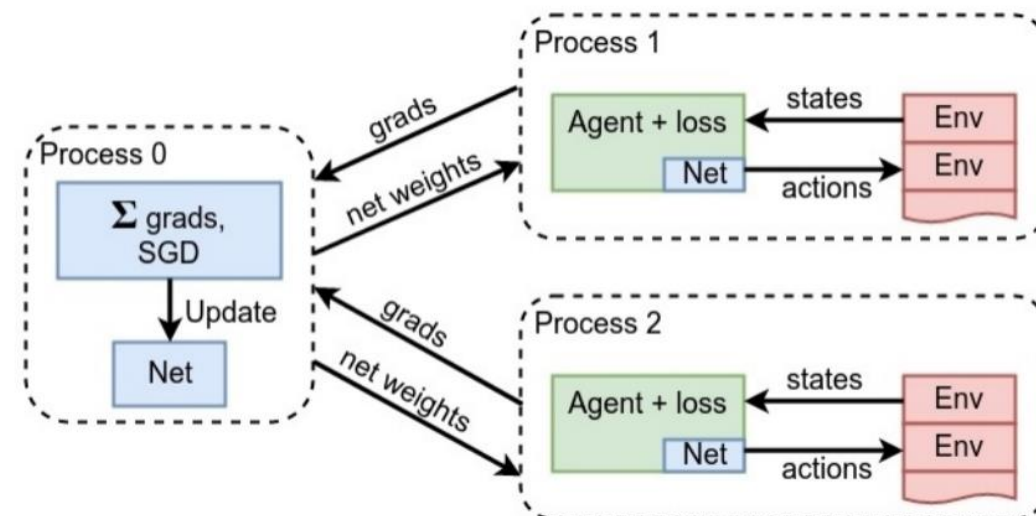 Process 0
Σ grads,
SGD
Update
Net
grads
net weights
grads
net weights
Process 1
Agent + loss
Net
states
actions
Env
Env
Process 2
Agent + loss
Net
states
actions
Env
Env